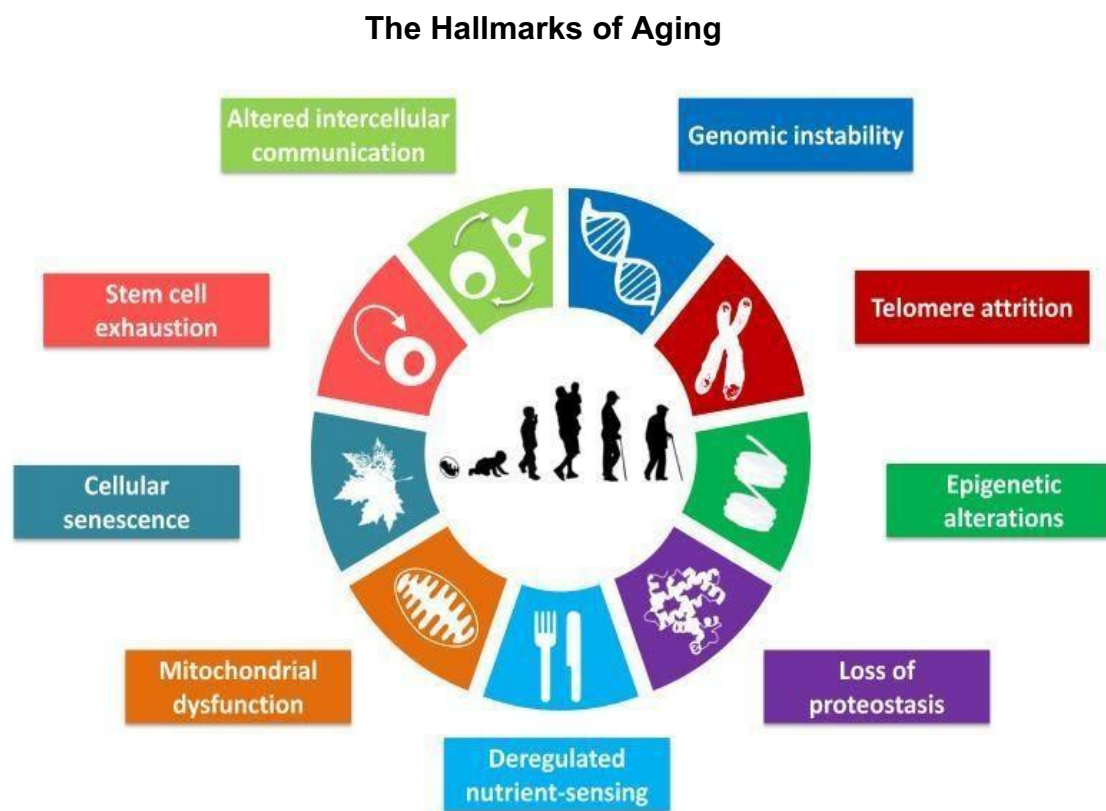 The Hallmarks of Aging
Altered intercellular
communication
Genomic instability
Stem cell
exhaustion
Telomere attrition
Cellular
senescence
Epigenetic
alterations
Mitochondrial
dysfunction
Loss of
proteostasis
Deregulated
nutrient-sensing